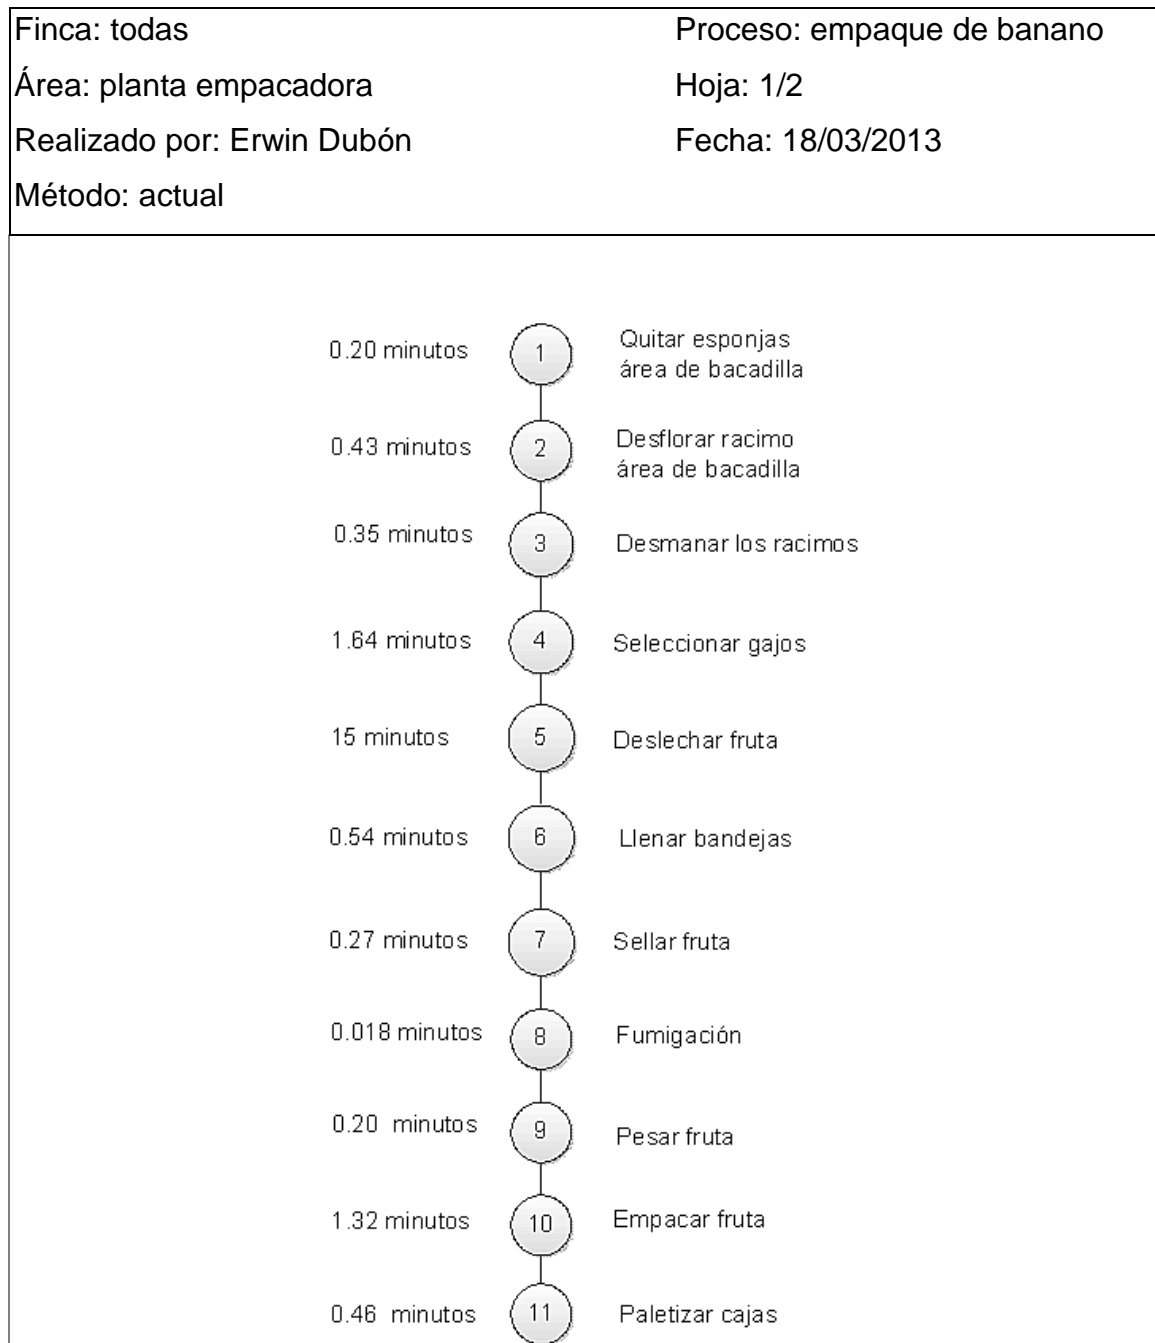 Finca: todas Proceso: empaque de banano
Área: planta empacadora Hoja: 1/2
Realizado por: Erwin Dubón Fecha: 18/03/2013
Método: actual
0.20 minutos 1 Quitar esponjas
área de bacadilla
0.43 minutos 2 Desflorar racimo
área de bacadilla
0.35 minutos 3 Desmanar los racimos
1.64 minutos 4 Seleccionar gajos
15 minutos 5 Deslechar fruta
0.54 minutos 6 Llenar bandejas
0.27 minutos 7 Sellar fruta
0.018 minutos 8 Fumigación
0.20 minutos 9 Pesar fruta
1.32 minutos 10 Empacar fruta
0.46 minutos 11 Paletizar cajas